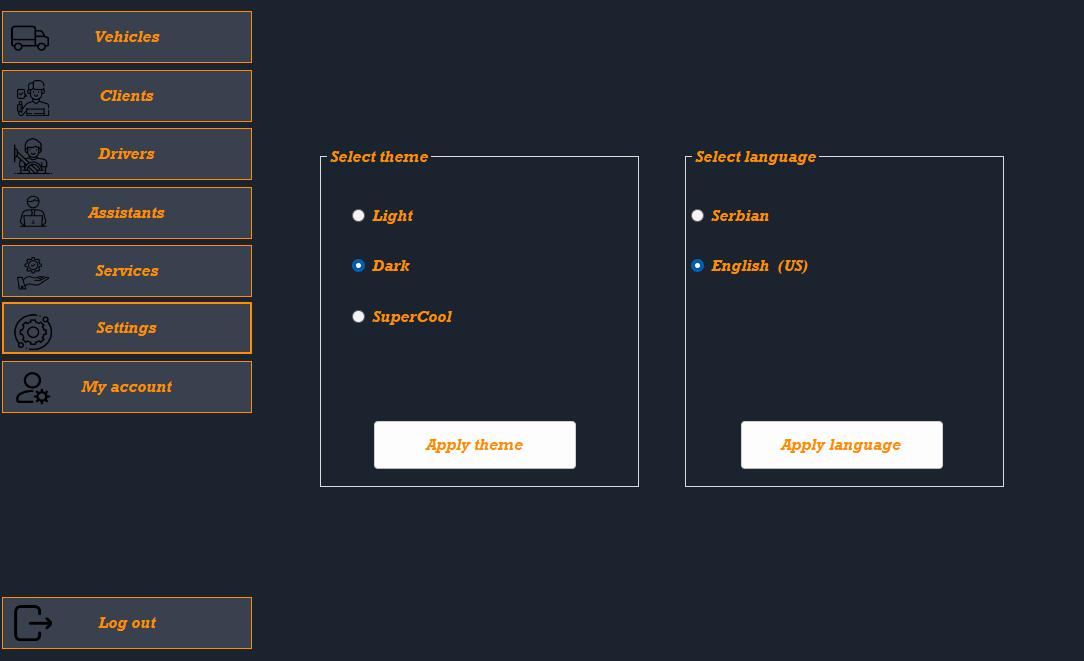 Vehicles
Clients
Drivers
Assistants
Services
Settings
My account
Log out
Select theme
Light
Dark
SuperCool
Apply theme
Select language
Serbian
English (US)
Apply language